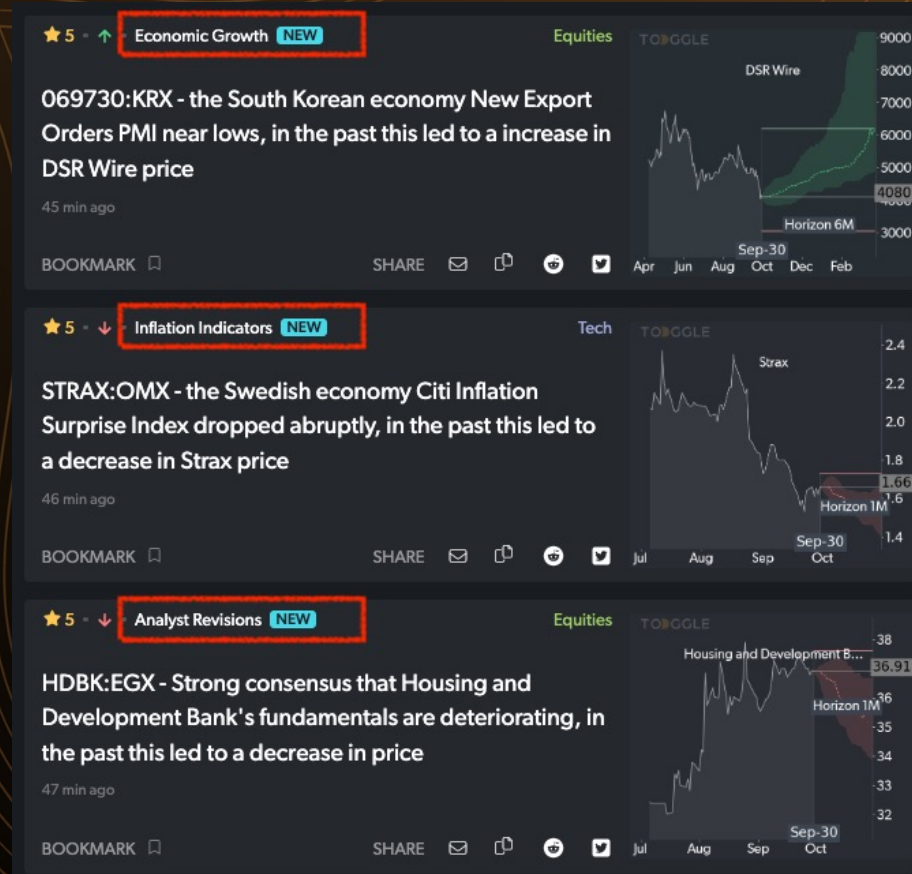 5 Economic Growth NEW Equities
069730:KRX - the South Korean economy New Export
Orders PMI near lows, in the past this led to a increase in
DSR Wire price
45 min ago
BOOKMARK SHARE
TOGGLE
DSR Wire
9000
8000
7000
6000
5000
4080
3000
Horizon 6M
Sep-30
Apr Jun Aug Oct Dec Feb
5 Inflation Indicators NEW Tech
STRAX:OMX - the Swedish economy Citi Inflation
Surprise Index dropped abruptly, in the past this led to
a decrease in Strax price
46 min ago
BOOKMARK SHARE
TOGGLE
Strax
2.4
2.2
2.0
1.8
1.66
1.6
Horizon 1M
1.4
Sep-30
Jul Aug Sep Oct
5 Analyst Revisions NEW Equities
HDBK:EGX - Strong consensus that Housing and
Development Bank's fundamentals are deteriorating, in
the past this led to a decrease in price
47 min ago
BOOKMARK SHARE
TOGGLE
Housing and Development B...
38
36.91
36
Horizon 1M
35
34
33
32
Sep-30
Jul Aug Sep Oct